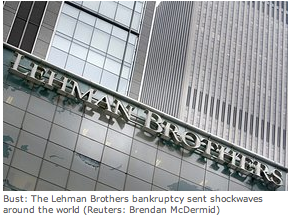 LEHMAN BROTHERS
Bust: The Lehman Brothers bankruptcy sent shockwaves
around the world (Reuters: Brendan McDermid)